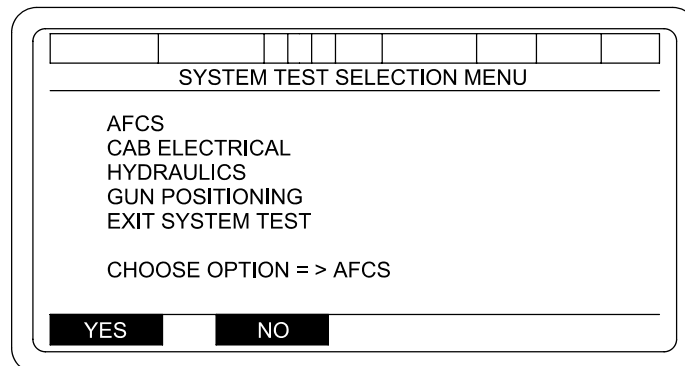 SYSTEM TEST SELECTION MENU
AFCS
CAB ELECTRICAL
HYDRAULICS
GUN POSITIONING
EXIT SYSTEM TEST
CHOOSE OPTION = > AFCS
YES NO